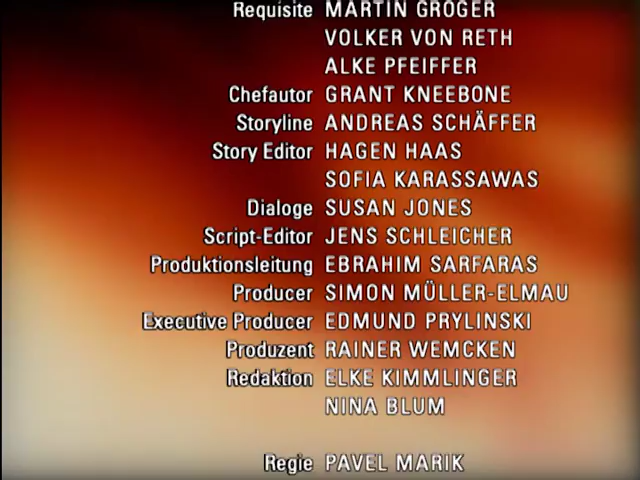 Requisite MARTIN GRÖGER
VOLKER VON RETH
ALKE PFEIFFER
Chefautor GRANT KNEEBONE
Storyline ANDREAS SCHÄFFER
Story Editor HAGEN HAAS
SOFIA KARASSAWAS
Dialoge SUSAN JONES
Script-Editor JENS SCHLEICHER
Produktionsleitung EBRAHIM SARFARAS
Producer SIMON MÜLLER-ELMAU
Executive Producer EDMUND PRYLINSKI
Produzent RAINER WEMCKEN
Redaktion ELKE KIMMLINGER
NINA BLUM
Regie PAVEL MARIK